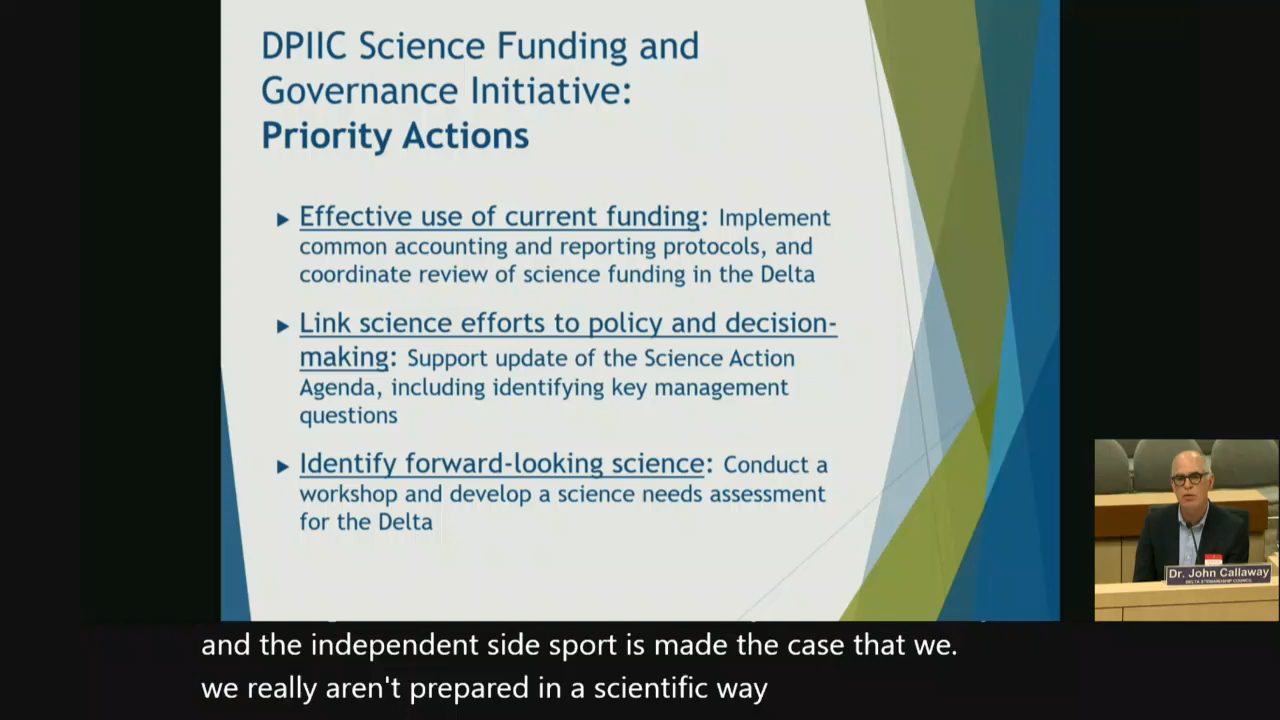 DPIIC Science Funding and
Governance Initiative:
Priority Actions
Effective use of current funding: Implement
common accounting and reporting protocols, and
coordinate review of science funding in the Delta
Link science efforts to policy and decision-
making: Support update of the Science Action
Agenda, including identifying key management
questions
Identify forward-looking science: Conduct a
workshop and develop a science needs assessment
for the Delta
Dr. John Callaway
DELTA STEWARDSHIP COUNCIL
and the independent side sport is made the case that we.
we really aren't prepared in a scientific way